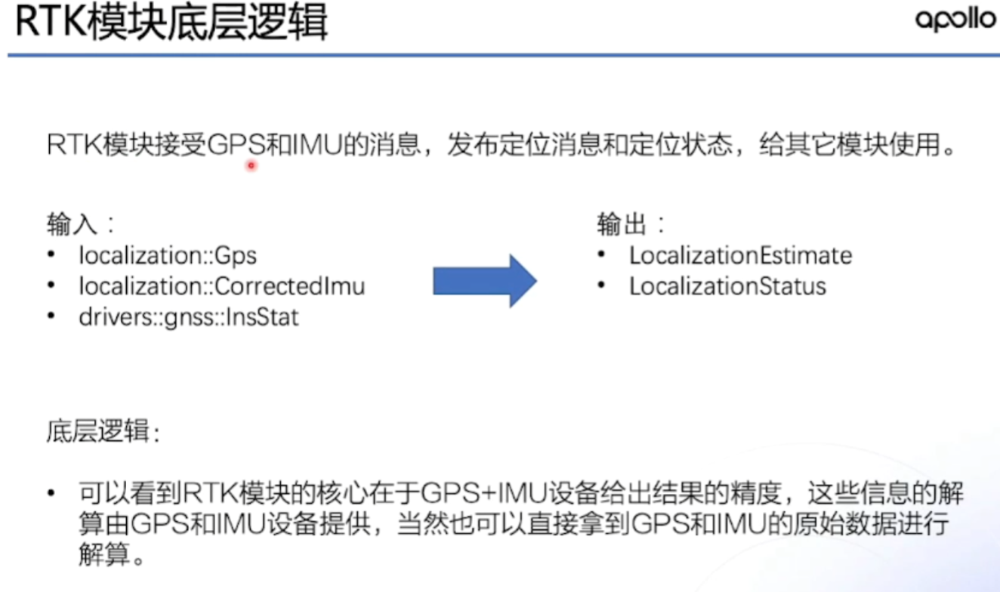 RTK模块底层逻辑
apollo
RTK模块接受GPS和IMU的消息，发布定位消息和定位状态，给其它模块使用。
输入：
• localization::Gps
• localization::CorrectedImu
• drivers::gnss::InsStat
输出：
• LocalizationEstimate
• LocalizationStatus
底层逻辑：
• 可以看到RTK模块的核心在于GPS+IMU设备给出结果的精度，这些信息的解
算由GPS和IMU设备提供，当然也可以直接拿到GPS和IMU的原始数据进行
解算。